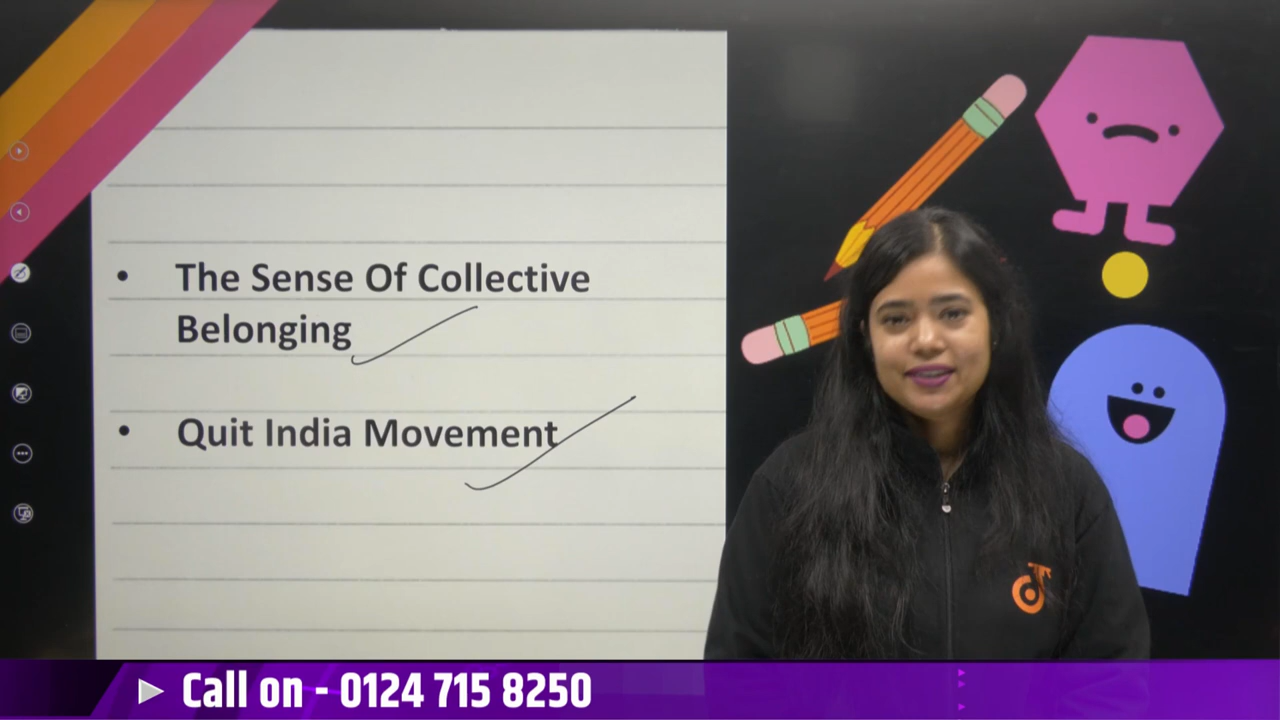 • The Sense Of Collective
Belonging
• Quit India Movement
Call on - 0124 715 8250